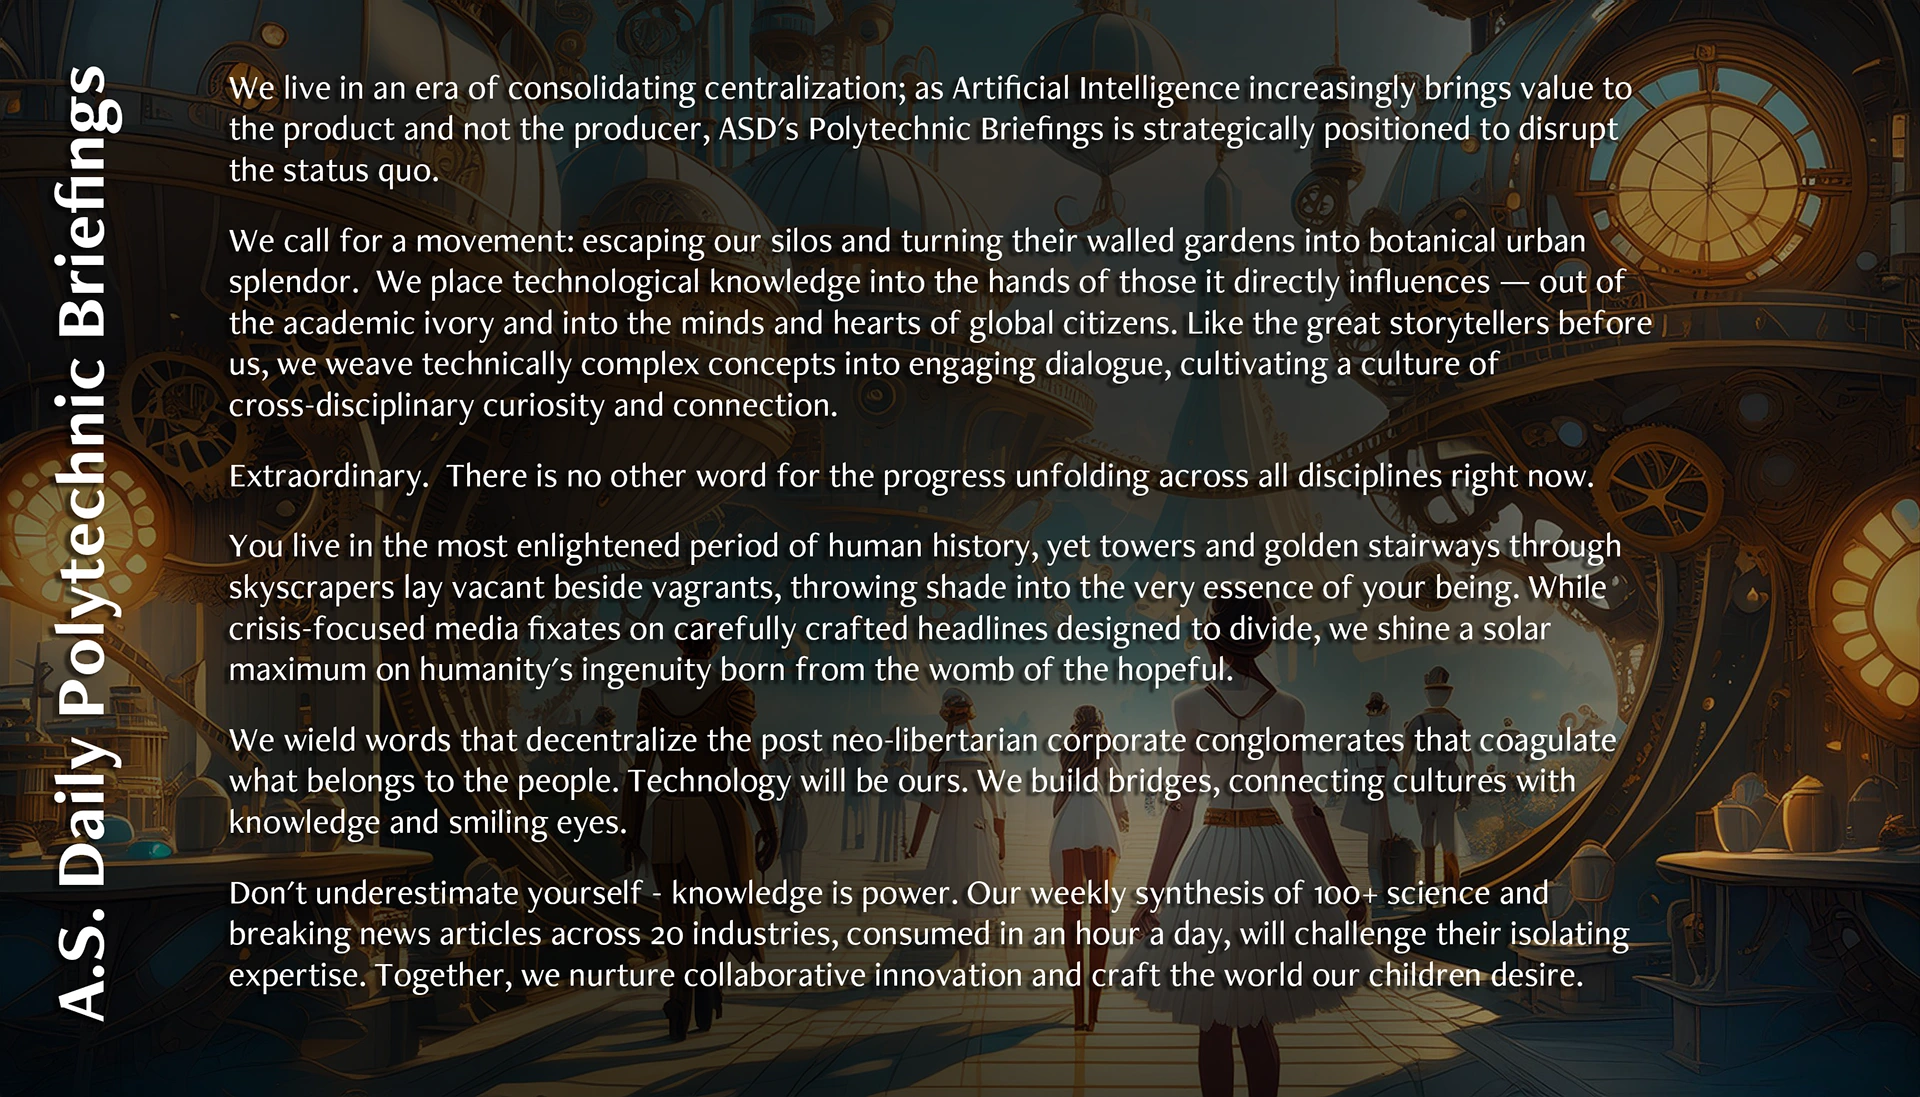 A.S. Daily Polytechnic Briefings
We live in an era of consolidating centralization; as Artificial Intelligence increasingly brings value to
the product and not the producer, ASD's Polytechnic Briefings is strategically positioned to disrupt
the status quo.
We call for a movement: escaping our silos and turning their walled gardens into botanical urban
splendor.  We place technological knowledge into the hands of those it directly influences — out of
the academic ivory and into the minds and hearts of global citizens. Like the great storytellers before
us, we weave technically complex concepts into engaging dialogue, cultivating a culture of
cross-disciplinary curiosity and connection.
Extraordinary.  There is no other word for the progress unfolding across all disciplines right now.
You live in the most enlightened period of human history, yet towers and golden stairways through
skyscrapers lay vacant beside vagrants, throwing shade into the very essence of your being. While
crisis-focused media fixates on carefully crafted headlines designed to divide, we shine a solar
maximum on humanity's ingenuity born from the womb of the hopeful.
We wield words that decentralize the post neo-libertarian corporate conglomerates that coagulate
what belongs to the people. Technology will be ours. We build bridges, connecting cultures with
knowledge and smiling eyes.
Don't underestimate yourself - knowledge is power. Our weekly synthesis of 100+ science and
breaking news articles across 20 industries, consumed in an hour a day, will challenge their isolating
expertise. Together, we nurture collaborative innovation and craft the world our children desire.